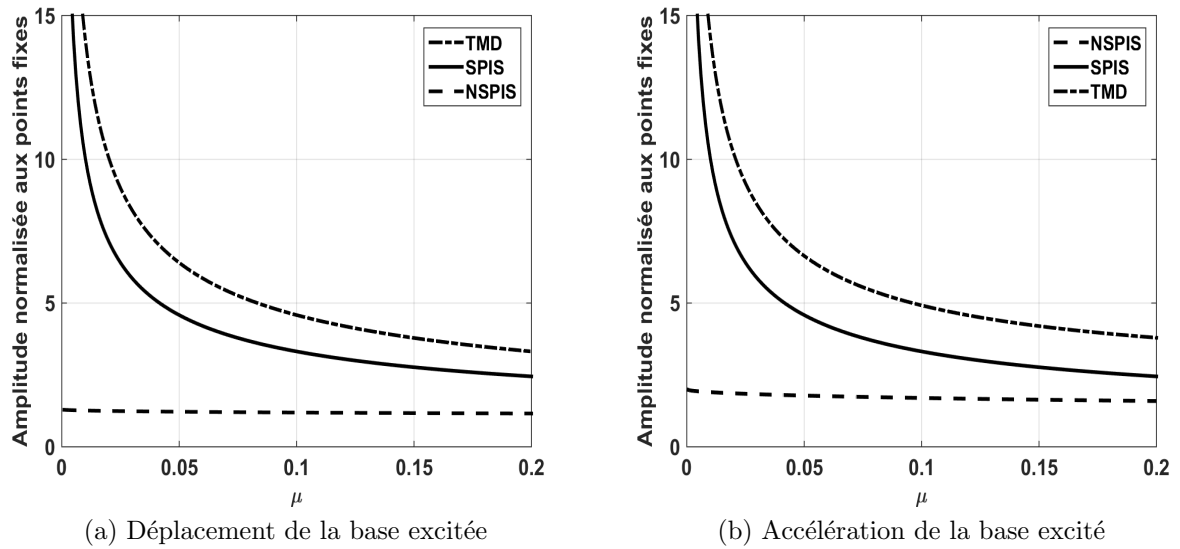 Amplitude normalisée aux points fixes
15
10
5
0
TMD
SPIS
NSPIS
0 0.05 0.1 0.15 0.2
μ
(a) Déplacement de la base excitée
Amplitude normalisée aux points fixes
15
10
5
0
NSPIS
SPIS
TMD
0 0.05 0.1 0.15 0.2
μ
(b) Accélération de la base excité